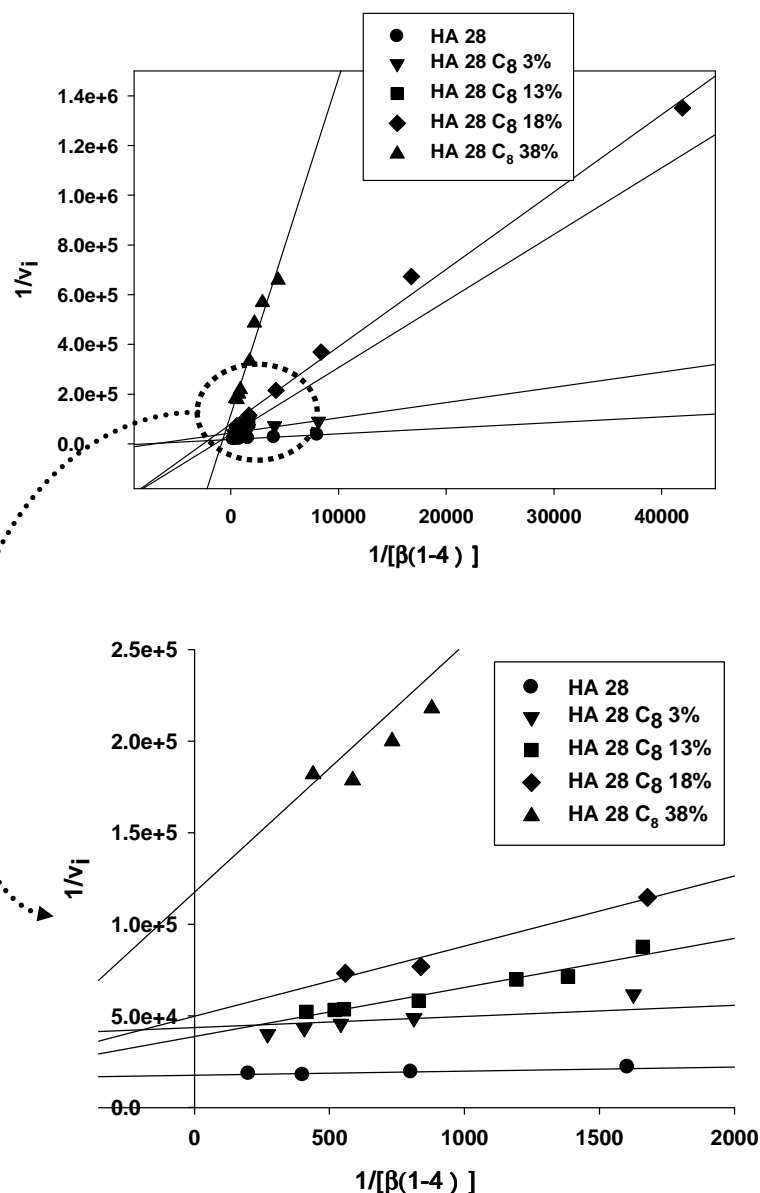 HA 28
HA 28 C8 3%
HA 28 C8 13%
HA 28 C8 18%
HA 28 C8 38%
1.4e+6
1.2e+6
1.0e+6
8.0e+5
6.0e+5
4.0e+5
2.0e+5
0.0
1/vi
0 10000 20000 30000 40000
1/[β(1-4) ]
HA 28
HA 28 C8 3%
HA 28 C8 13%
HA 28 C8 18%
HA 28 C8 38%
2.5e+5
2.0e+5
1.5e+5
1.0e+5
5.0e+4
0.0
1/vi
0 500 1000 1500 2000
1/[β(1-4) ]